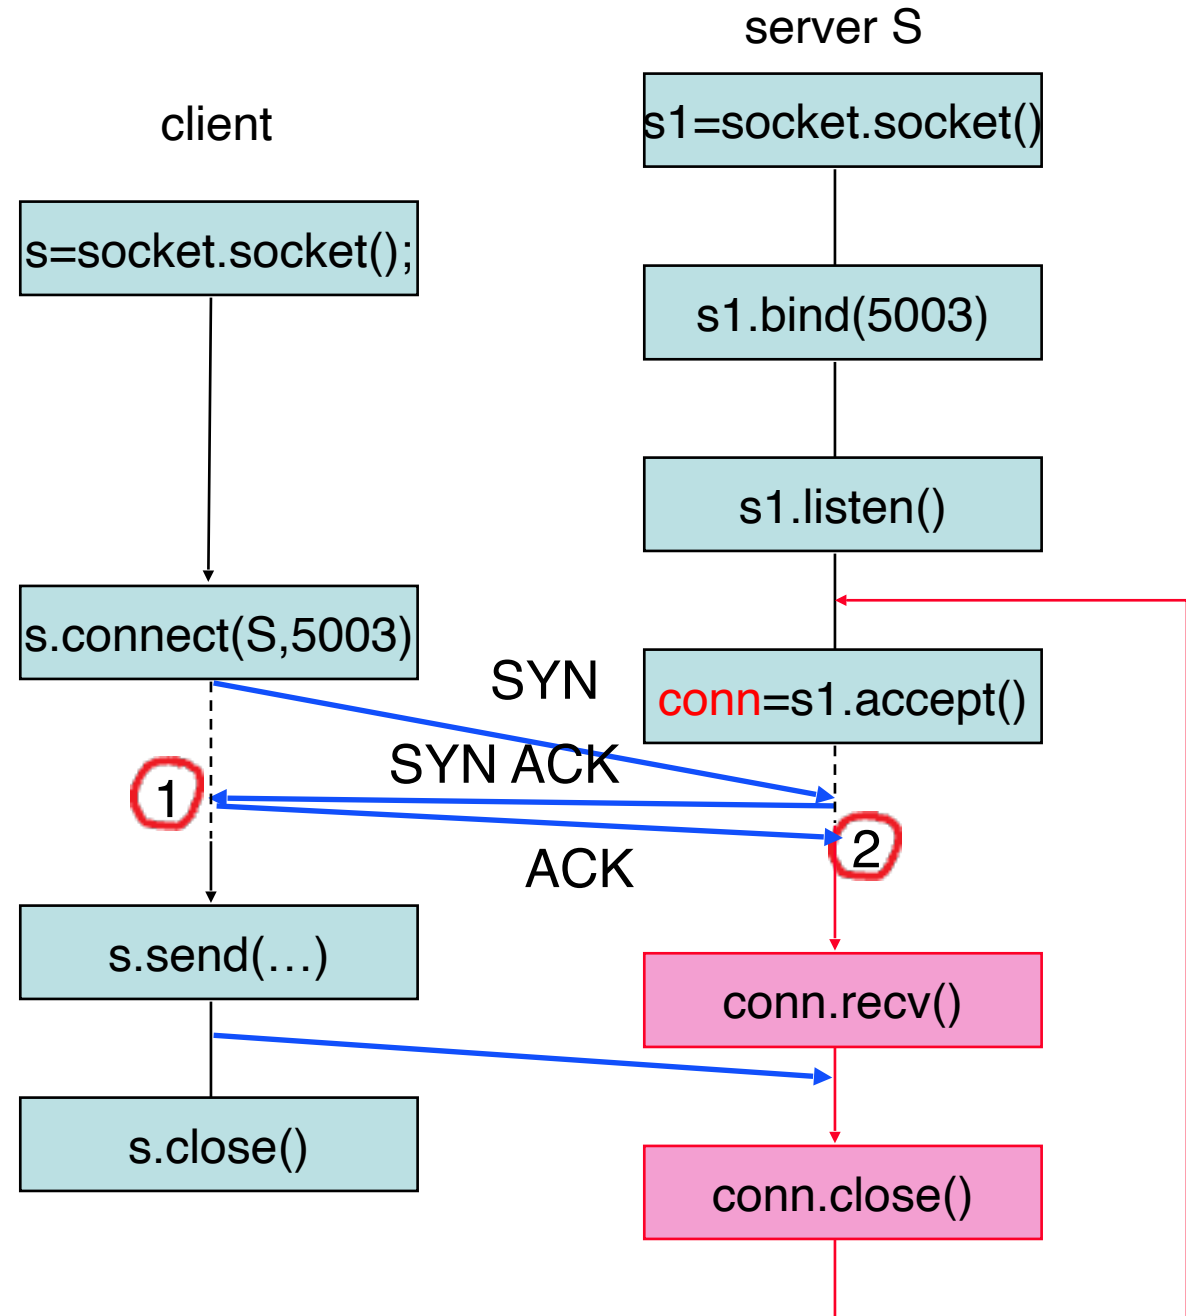 server S
client
s1=socket.socket()
s=socket.socket();
s1.bind(5003)
s1.listen()
s.connect(S,5003)
conn=s1.accept()
SYN
SYN ACK
1
2
ACK
s.send(…)
conn.recv()
s.close()
conn.close()